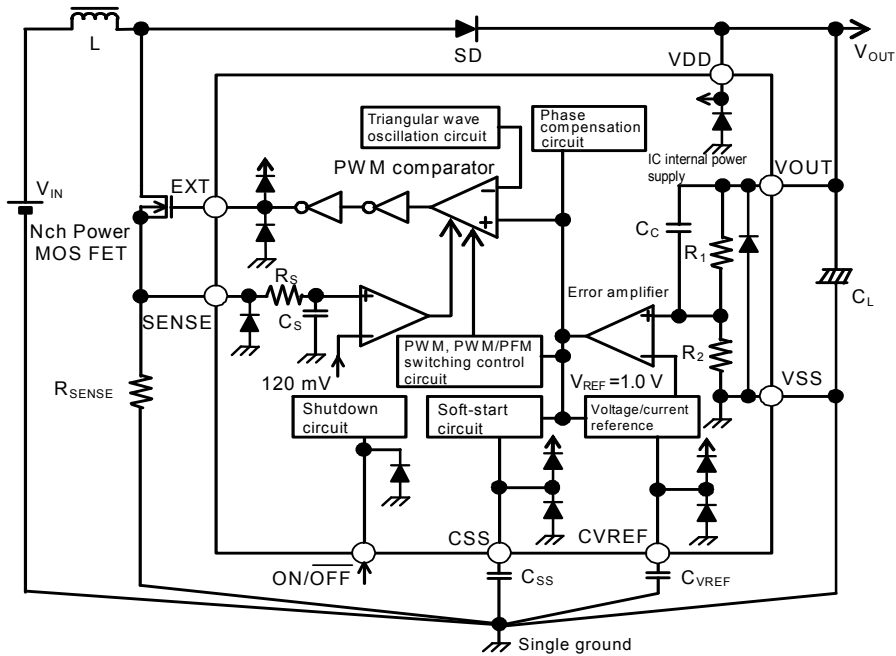 L
SD
VDD
VOUT
Triangular wave
oscillation circuit
Phase
compensation
circuit
PWM comparator
IC internal power
supply
VOUT
VIN
EXT
Nch Power
MOS FET
−
+
CC
R1
RS
Error amplifier
CL
SENSE
CS
+
−
+
−
R2
120 mV
PWM, PWM/PFM
switching control
circuit
VREF=1.0 V
VSS
RSENSE
Shutdown
circuit
Soft-start
circuit
Voltage/current
reference
CSS
CVREF
ON/OFF
CSS
CVREF
Single ground